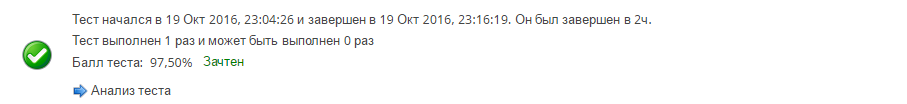 Тест начался в 19 Окт 2016, 23:04:26 и завершен в 19 Окт 2016, 23:16:19. Он был завершен в 2ч.
Тест выполнен 1 раз и может быть выполнен 0 раз
Балл теста: 97,50% Зачтен
Анализ теста